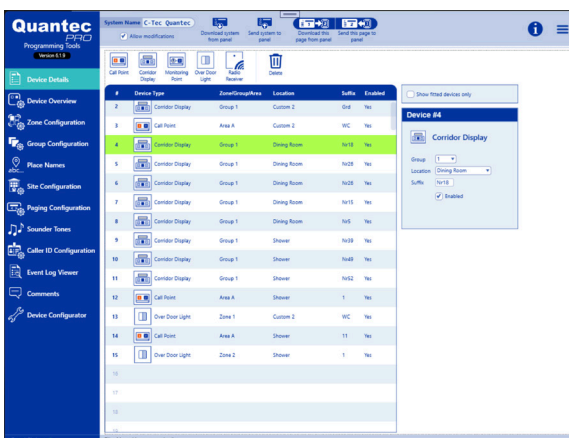 Quantec
PRO
Programming Tools
Version 6.1.9
System Name C-Tec Quantec
Allow modifications
Download system from panel
Send system to panel
Download this page from panel
Send this page to panel
Call Point
Corridor Display
Monitoring Point
Over Door Light
Radio Receiver
Delete
Device Details
Device Overview
Zone Configuration
Group Configuration
abc...
Place Names
Site Configuration
Paging Configuration
Sounder Tones
Caller ID Configuration
Event Log Viewer
Comments
Device Configurator
# Device Type Zone/Group/Area Location Suffix Enabled
2 Corridor Display Group 1 Custom 2 Grd Yes
3 Call Point Area A Custom 2 WC Yes
4 Corridor Display Group 1 Dining Room Nr18 Yes
5 Corridor Display Group 1 Dining Room Nr28 Yes
6 Corridor Display Group 1 Dining Room Nr26 Yes
7 Corridor Display Group 1 Dining Room Nr15 Yes
8 Corridor Display Group 1 Dining Room Nr5 Yes
9 Corridor Display Group 1 Shower Nr39 Yes
10 Corridor Display Group 1 Shower Nr49 Yes
11 Corridor Display Group 1 Shower Nr52 Yes
12 Call Point Area A Shower 1 Yes
13 Over Door Light Zone 1 Custom 2 WC Yes
14 Call Point Area A Shower 11 Yes
15 Over Door Light Zone 2 Shower 1 Yes
16
17
18
Show fitted devices only
Device #4
Corridor Display
Group 1
Location Dining Room
Suffix Nr18
Enabled